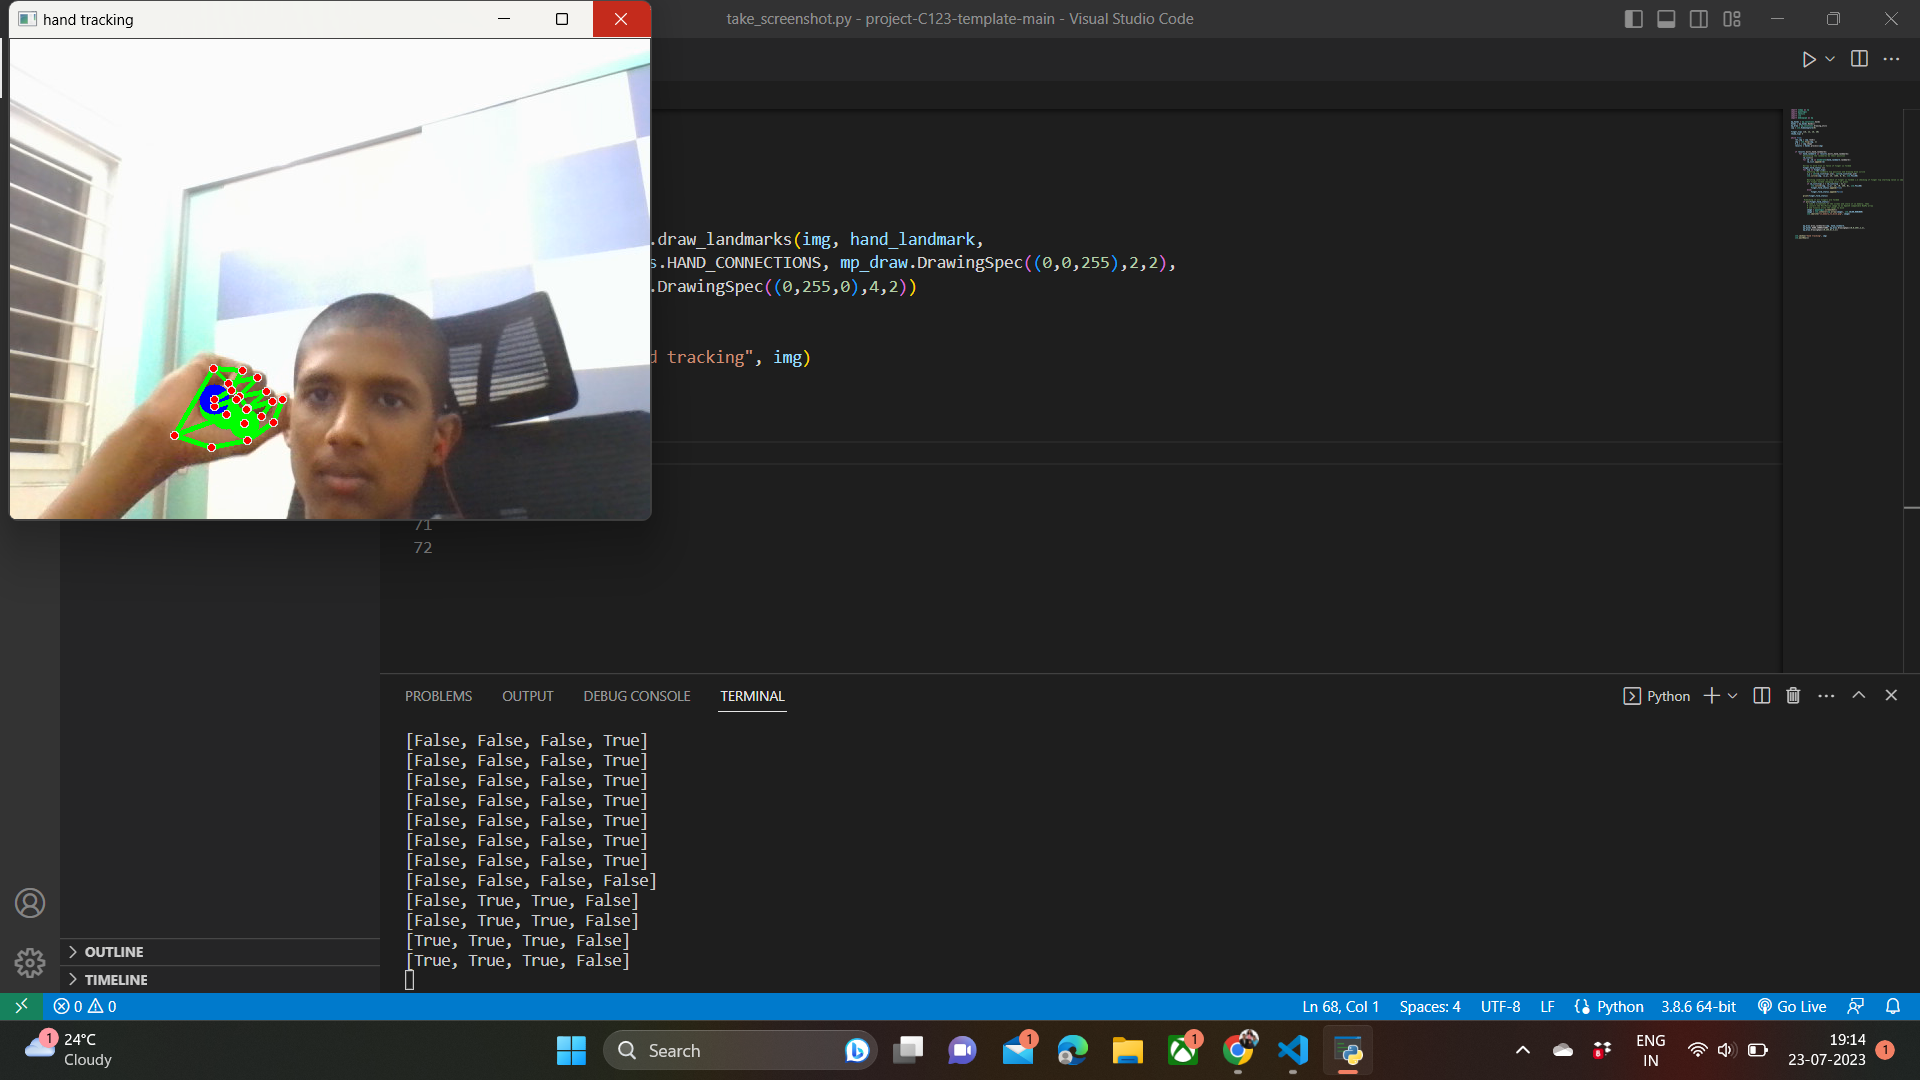 hand tracking
take_screenshot.py - project-C123-template-main - Visual Studio Code
.draw_landmarks(img, hand_landmark,
s.HAND_CONNECTIONS, mp_draw.DrawingSpec((0,0,255),2,2),
.DrawingSpec((0,255,0),4,2))
d tracking", img)
71
72
PROBLEMS OUTPUT DEBUG CONSOLE TERMINAL
Python
[False, False, False, True]
[False, False, False, True]
[False, False, False, True]
[False, False, False, True]
[False, False, False, True]
[False, False, False, True]
[False, False, False, True]
[False, False, False, False]
[False, True, True, False]
[False, True, True, False]
[True, True, True, False]
[True, True, True, False]
OUTLINE
TIMELINE
0 0 Ln 68, Col 1 Spaces: 4 UTF-8 LF Python 3.8.6 64-bit Go Live
1 24°C
Cloudy
Search
1
1
8
ENG
IN
19:14
23-07-2023
1